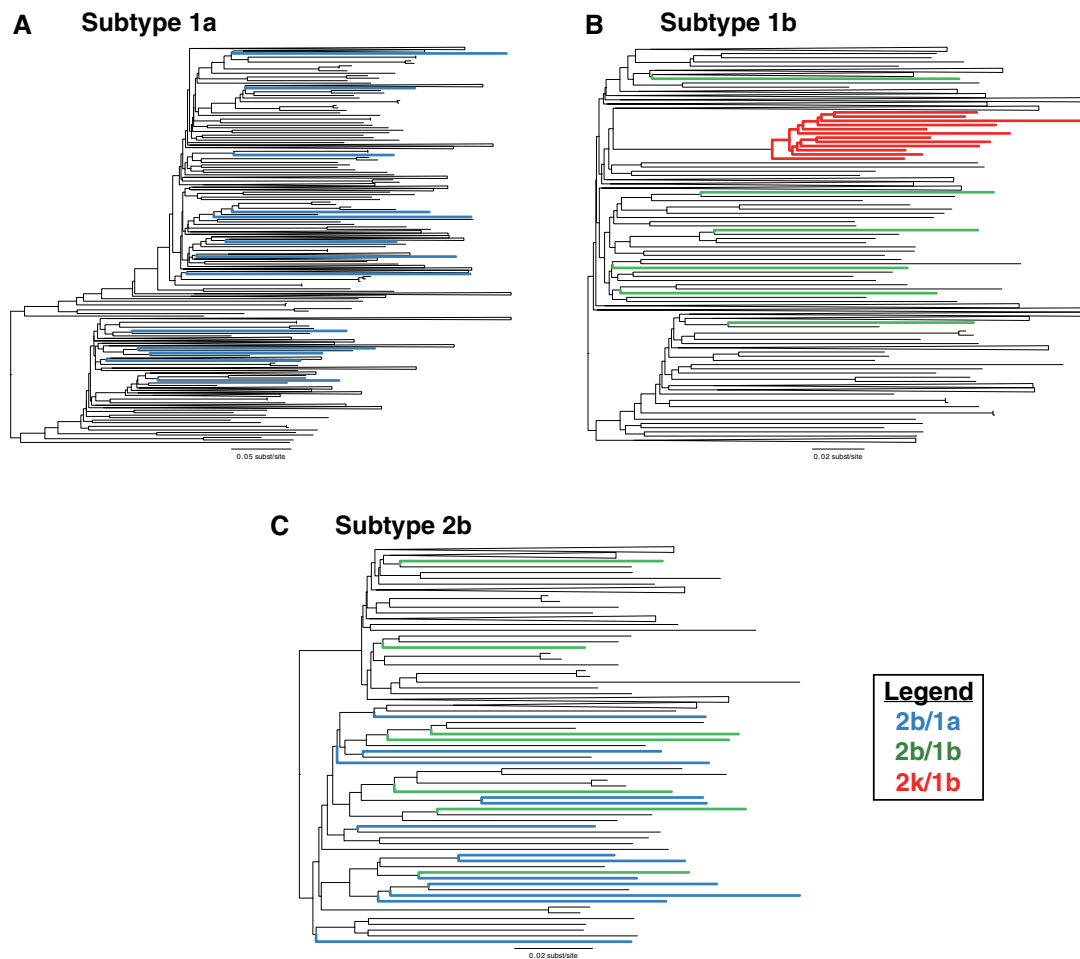 A Subtype 1a
B Subtype 1b
0.05 subst/site
0.02 subst/site
C Subtype 2b
Legend
2b/1a
2b/1b
2k/1b
0.02 subst/site